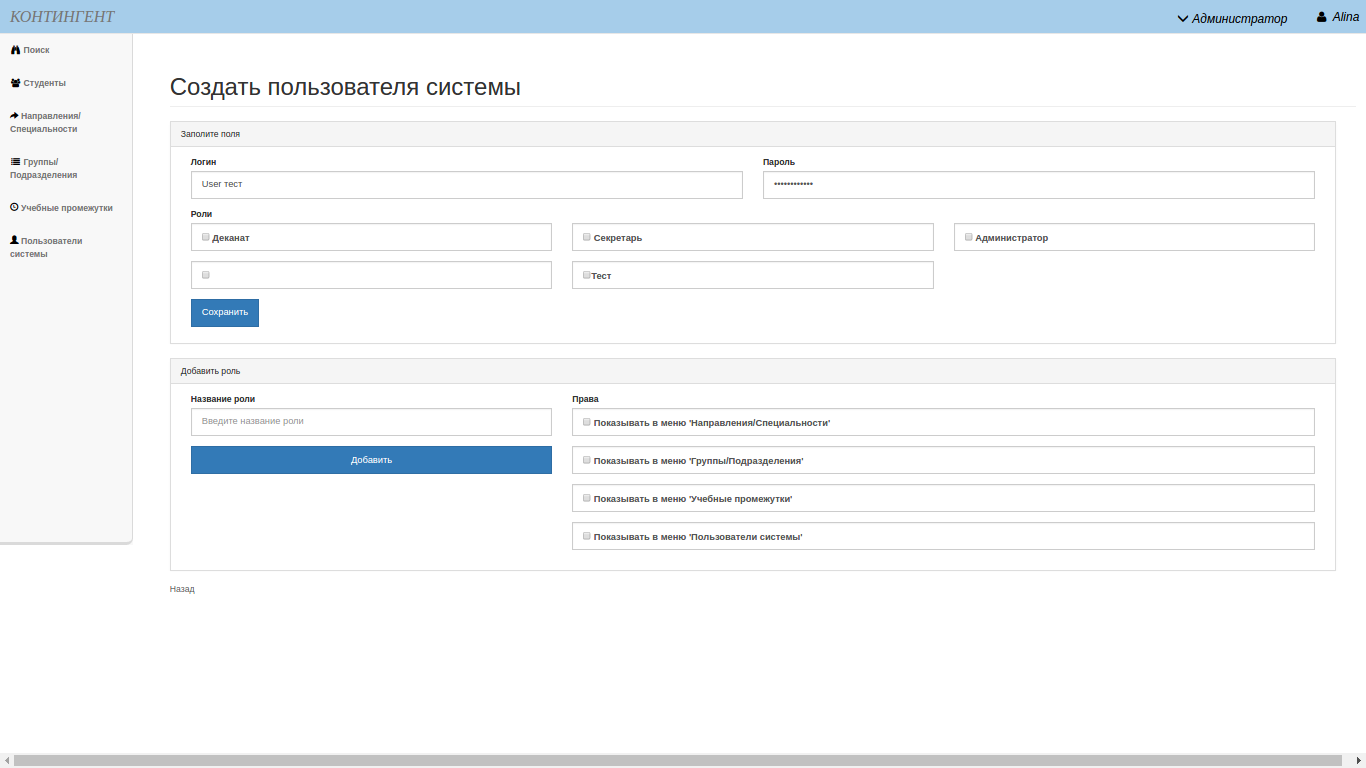 КОНТИНГЕНТ
Администратор
Alina
Поиск
Студенты
Направления/
Специальности
Группы/
Подразделения
Учебные промежутки
Пользователи
системы
Создать пользователя системы
Заполите поля
Логин
Пароль
User тест
••••••••••••
Роли
Деканат
Секретарь
Администратор
Тест
Сохранить
Добавить роль
Название роли
Права
Введите название роли
Показывать в меню 'Направления/Специальности'
Добавить
Показывать в меню 'Группы/Подразделения'
Показывать в меню 'Учебные промежутки'
Показывать в меню 'Пользователи системы'
Назад